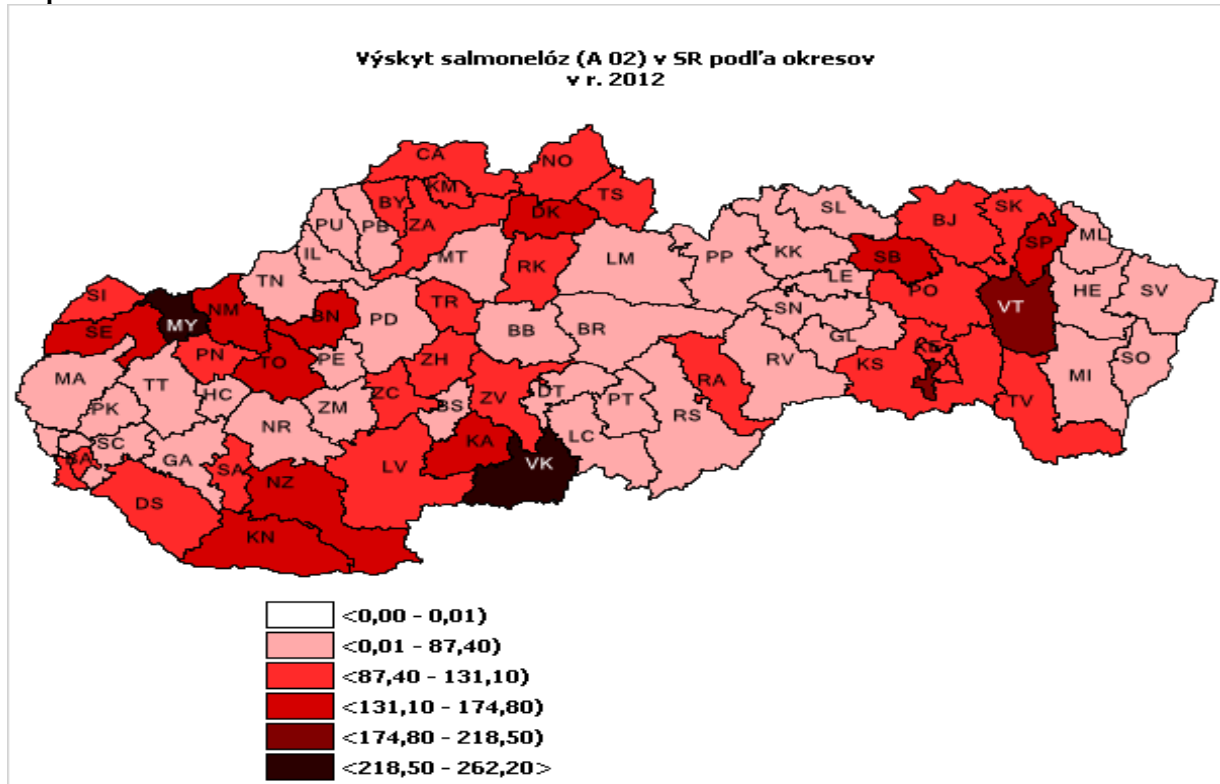 Výskyt salmonelóz (A 02) v SR podľa okresov
v r. 2012
CA
NO
KM
TS
BY
DK
PU
PB
ZA
SL
BJ
SK
ML
IL
MT
RK
LM
PP
KK
SB
SP
TN
LE
HE
SV
SI
NM
BN
PD
TR
SN
PO
VT
SE
MY
BB
BR
GL
SO
PN
TO
PE
ZH
RV
KS
KE
MI
MA
TT
HC
ZC
ZV
DT
RA
TV
PK
ZM
BS
PT
RS
SC
NR
KA
LC
BA
GA
SA
LV
VK
DS
NZ
KN
<0,00 - 0,01)
<0,01 - 87,40)
<87,40 - 131,10)
<131,10 - 174,80)
<174,80 - 218,50)
<218,50 - 262,20>